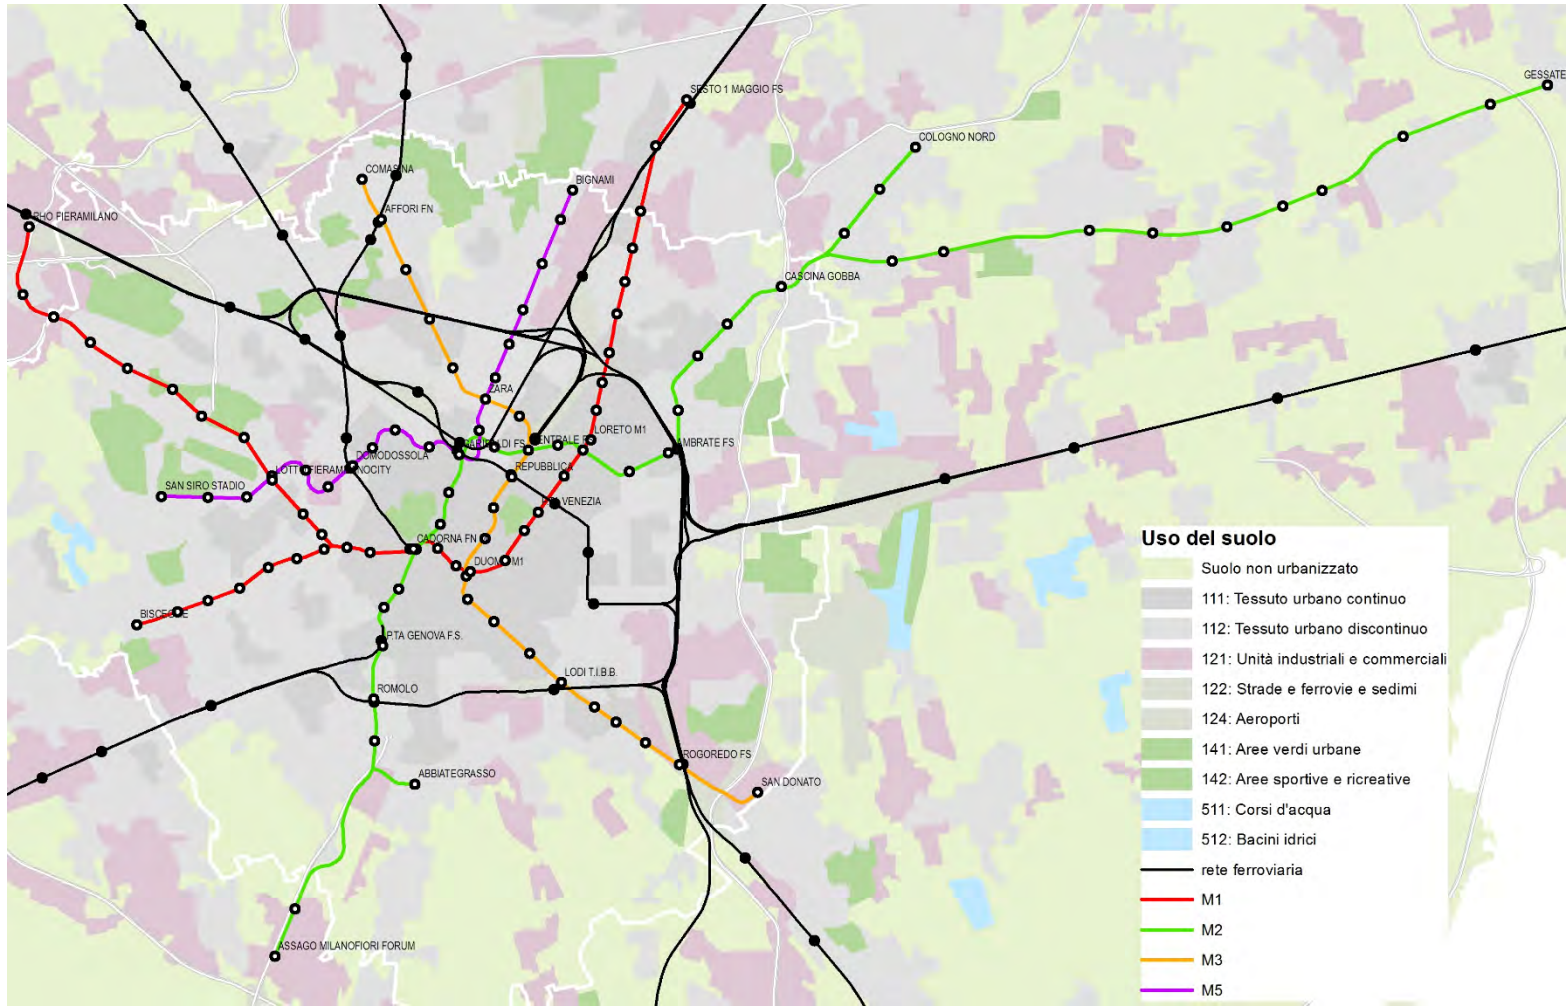 GESSATE
SESTO 1 MAGGIO FS
COLOGNO NORD
COMASINA
BIGNAMI
AFFORI FN
RHO FIERAMILANO
CASCINA GOBBA
ZARA
LORETO M1
GARIBALDI FS
CENTRALE FS
LAMBRATE FS
DOMODOSSOLA
REPUBBLICA
SAN SIRO STADIO
VENEZIA
CADORNA FN
DUOMO M1
BISCEGLIE
P.TA GENOVA F.S.
LODI T.I.B.B.
ROMOLO
ROGOREDO FS
ABBIATEGRASSO
SAN DONATO
ASSAGO MILANOFIORI FORUM
Uso del suolo
Suolo non urbanizzato
111: Tessuto urbano continuo
112: Tessuto urbano discontinuo
121: Unità industriali e commerciali
122: Strade e ferrovie e sedimi
124: Aeroporti
141: Aree verdi urbane
142: Aree sportive e ricreative
511: Corsi d'acqua
512: Bacini idrici
rete ferroviaria
M1
M2
M3
M5